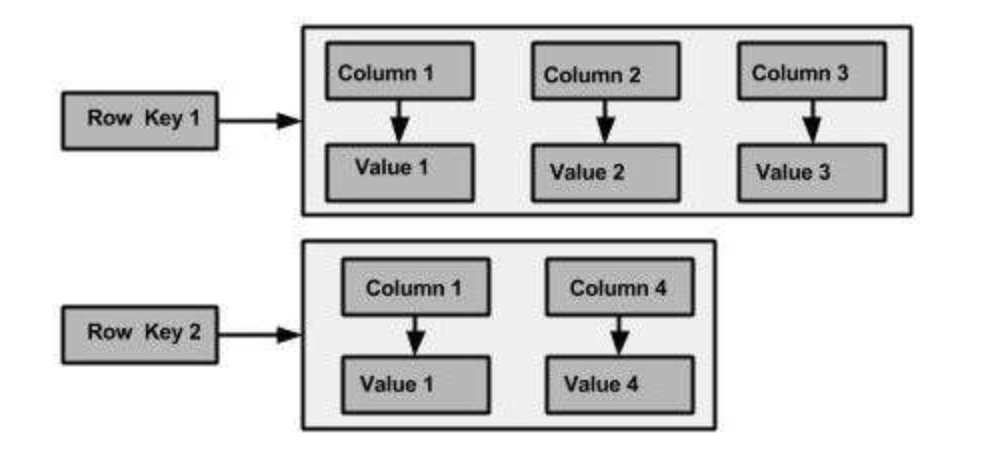 Column 1
Column 2
Column 3
Row Key 1
Value 1
Value 2
Value 3
Column 1
Column 4
Row Key 2
Value 1
Value 4